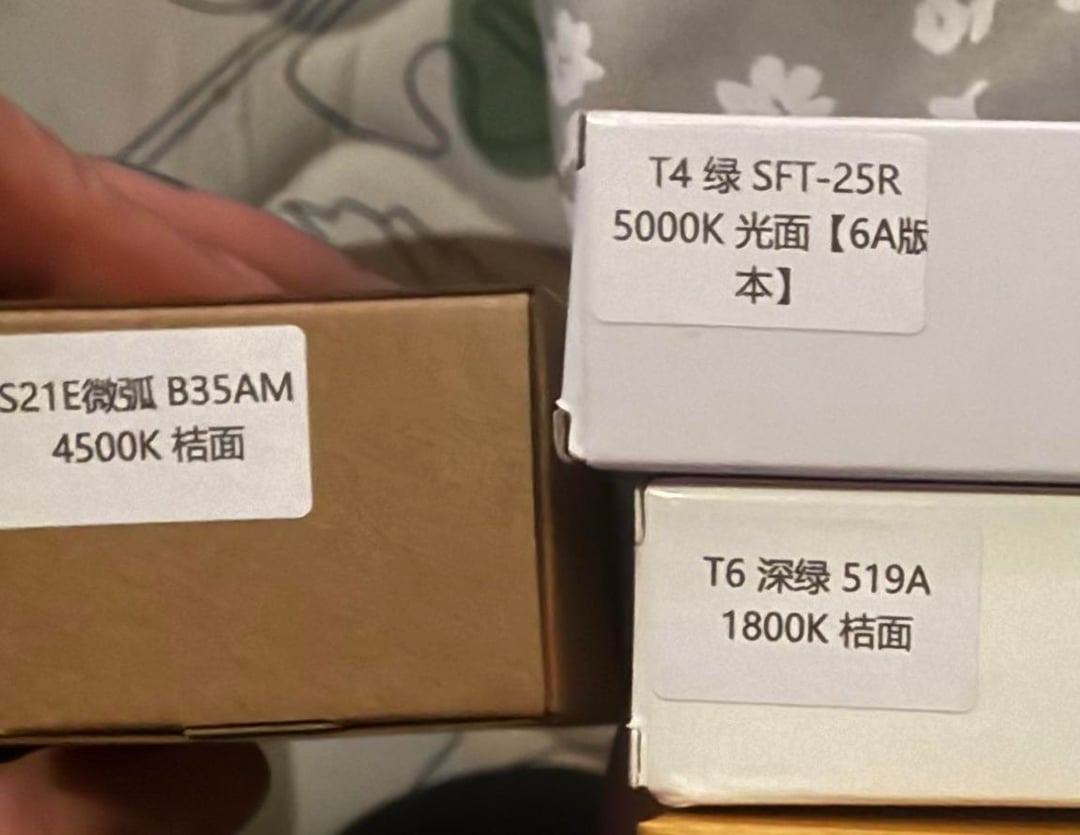 S21E微弧 B35AM
4500K 桔面
T4 绿 SFT-25R
5000K 光面【6A版
本】
T6 深绿 519A
1800K 桔面